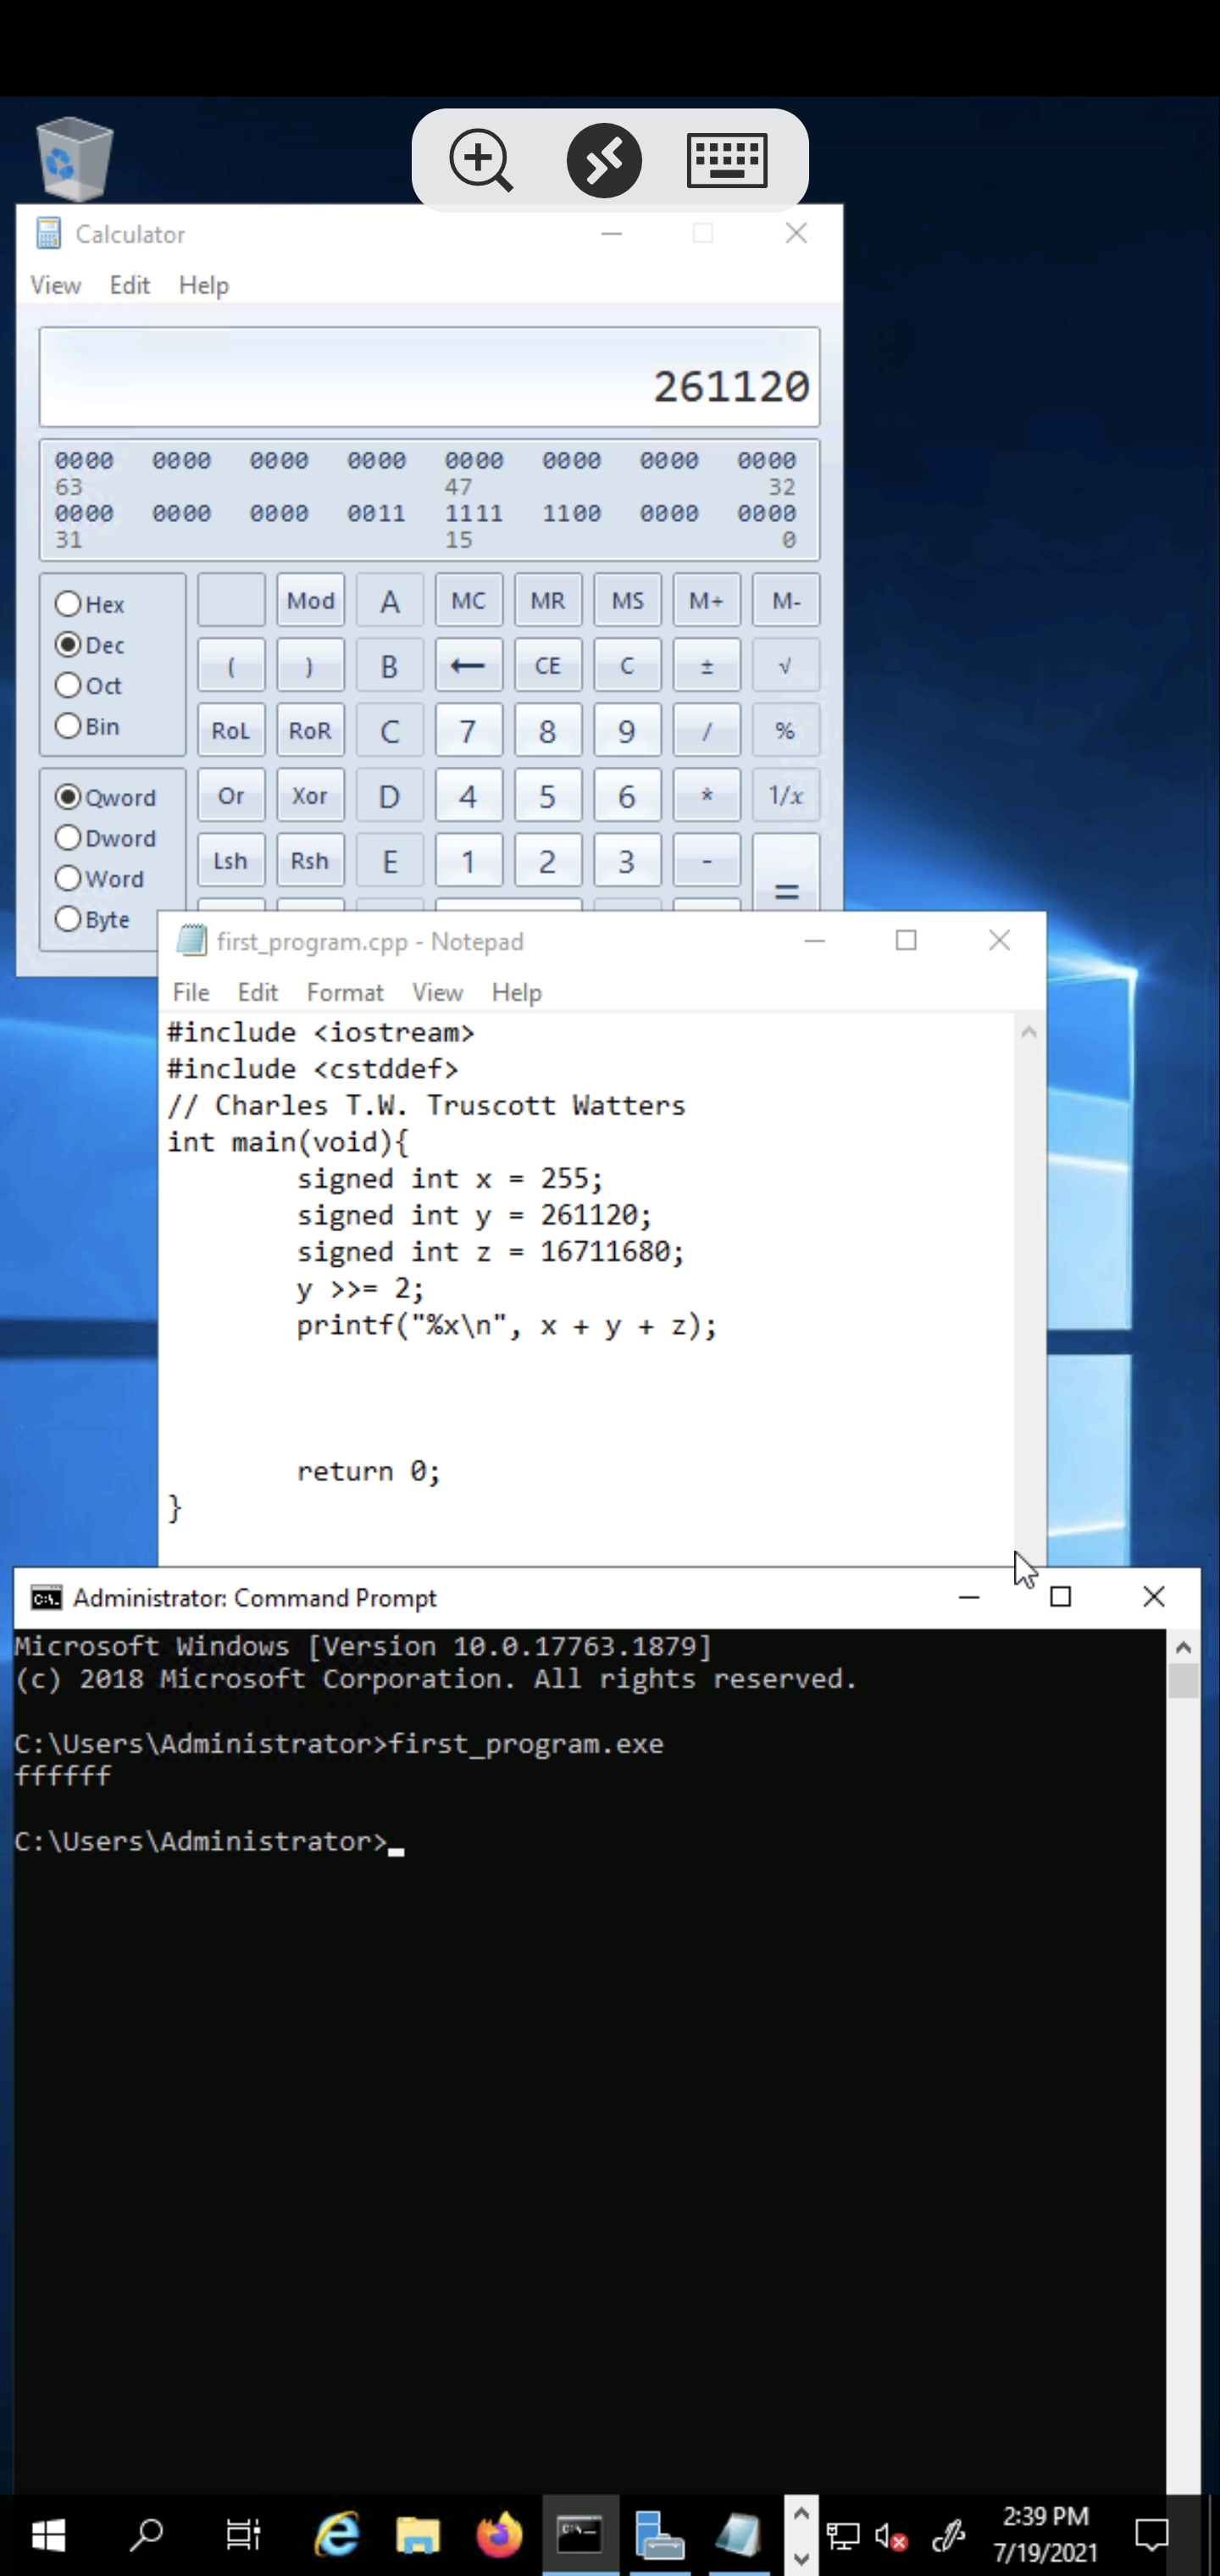 Calculator
View Edit Help
261120
0000 0000 0000 0000 0000 0000 0000 0000
63 47 32
0000 0000 0000 0011 1111 1100 0000 0000
31 15 0
Hex
Dec
Oct
Bin
Qword
Dword
Word
Byte
Mod A MC MR MS M+ M-
( ) B ← CE C ± √
RoL RoR C 7 8 9 / %
Or Xor D 4 5 6 * 1/x
Lsh Rsh E 1 2 3 - =
first_program.cpp - Notepad
File Edit Format View Help
#include <iostream>
#include <cstddef>
// Charles T.W. Truscott Watters
int main(void){
signed int x = 255;
signed int y = 261120;
signed int z = 16711680;
y >>= 2;
printf("%x\n", x + y + z);
return 0;
}
Administrator: Command Prompt
Microsoft Windows [Version 10.0.17763.1879]
(c) 2018 Microsoft Corporation. All rights reserved.
C:\Users\Administrator>first_program.exe
ffffff
C:\Users\Administrator>
2:39 PM
7/19/2021